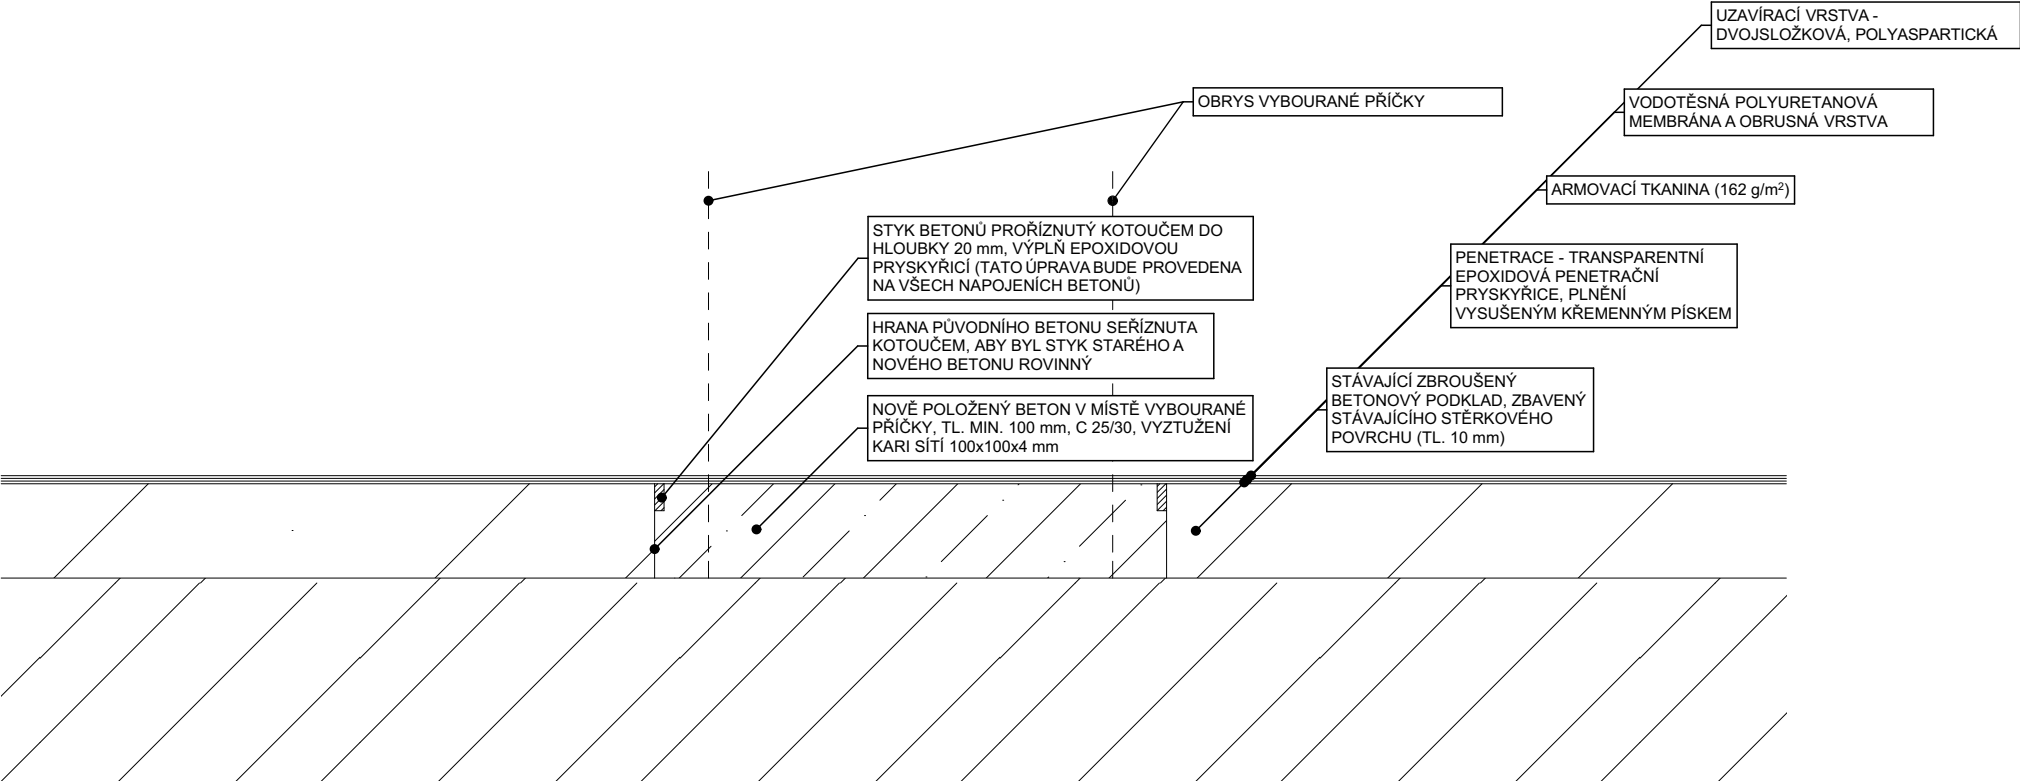 UZAVÍRACÍ VRSTVA -
DVOJSLOŽKOVÁ, POLYASPARTICKÁ
OBRYS VYBOURANÉ PŘÍČKY
VODOTĚSNÁ POLYURETANOVÁ
MEMBRÁNA A OBRUSNÁ VRSTVA
ARMOVACÍ TKANINA (162 g/m²)
STYK BETONŮ PROŘÍZNUTÝ KOTOUČEM DO
HLOUBKY 20 mm, VÝPLŇ EPOXIDOVOU
PRYSKYŘICÍ (TATO ÚPRAVA BUDE PROVEDENA
NA VŠECH NAPOJENÍCH BETONŮ)
PENETRACE - TRANSPARENTNÍ
EPOXIDOVÁ PENETRAČNÍ
PRYSKYŘICE, PLNĚNÍ
VYSUŠENÝM KŘEMENNÝM PÍSKEM
HRANA PŮVODNÍHO BETONU SEŘÍZNUTA
KOTOUČEM, ABY BYL STYK STARÉHO A
NOVÉHO BETONU ROVINNÝ
STÁVAJÍCÍ ZBROUŠENÝ
BETONOVÝ PODKLAD, ZBAVENÝ
STÁVAJÍCÍHO STĚRKOVÉHO
POVRCHU (TL. 10 mm)
NOVĚ POLOŽENÝ BETON V MÍSTĚ VYBOURANÉ
PŘÍČKY, TL. MIN. 100 mm, C 25/30, VYZTUŽENÍ
KARI SÍTÍ 100x100x4 mm